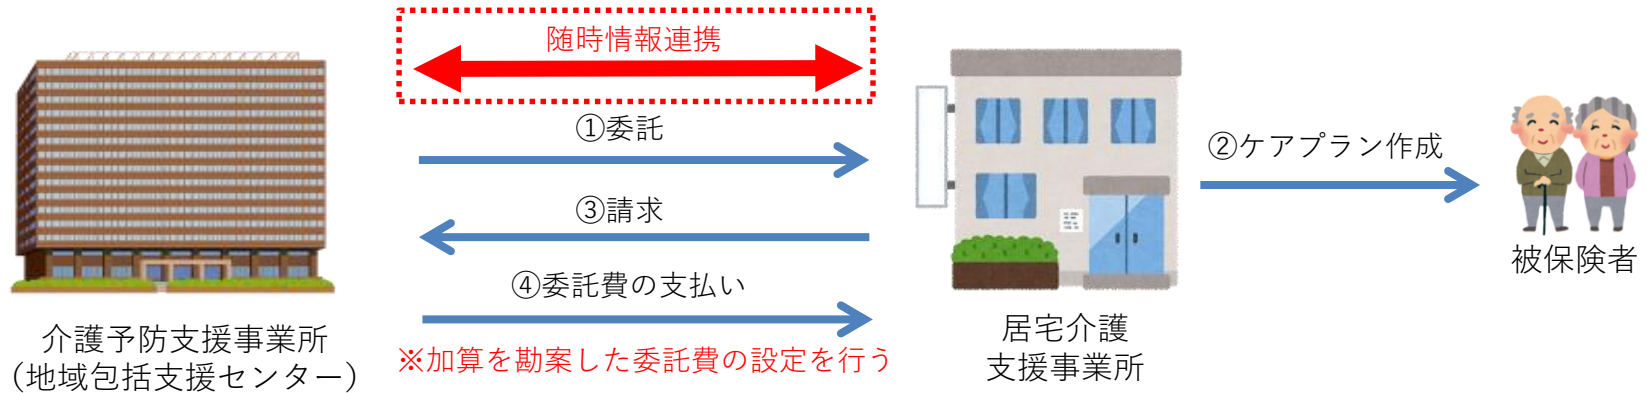 随時情報連携
①委託
②ケアプラン作成
③請求
④委託費の支払い
※加算を勘案した委託費の設定を行う
介護予防支援事業所
（地域包括支援センター）
居宅介護
支援事業所
被保険者